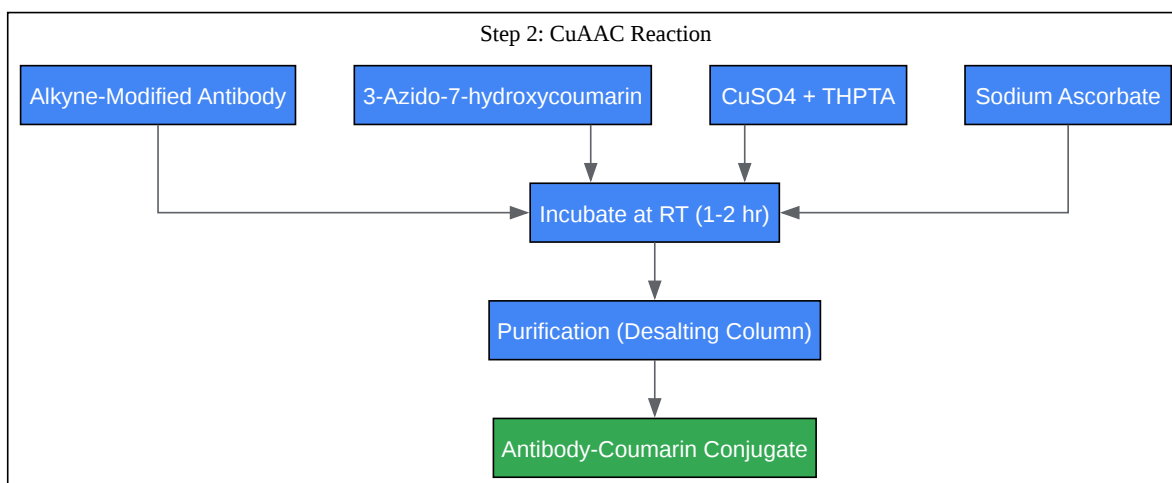 Step 2: CuAAC Reaction
Alkyne-Modified Antibody
3-Azido-7-hydroxycoumarin
CuSO4 + THPTA
Sodium Ascorbate
Incubate at RT (1-2 hr)
Purification (Desalting Column)
Antibody-Coumarin Conjugate